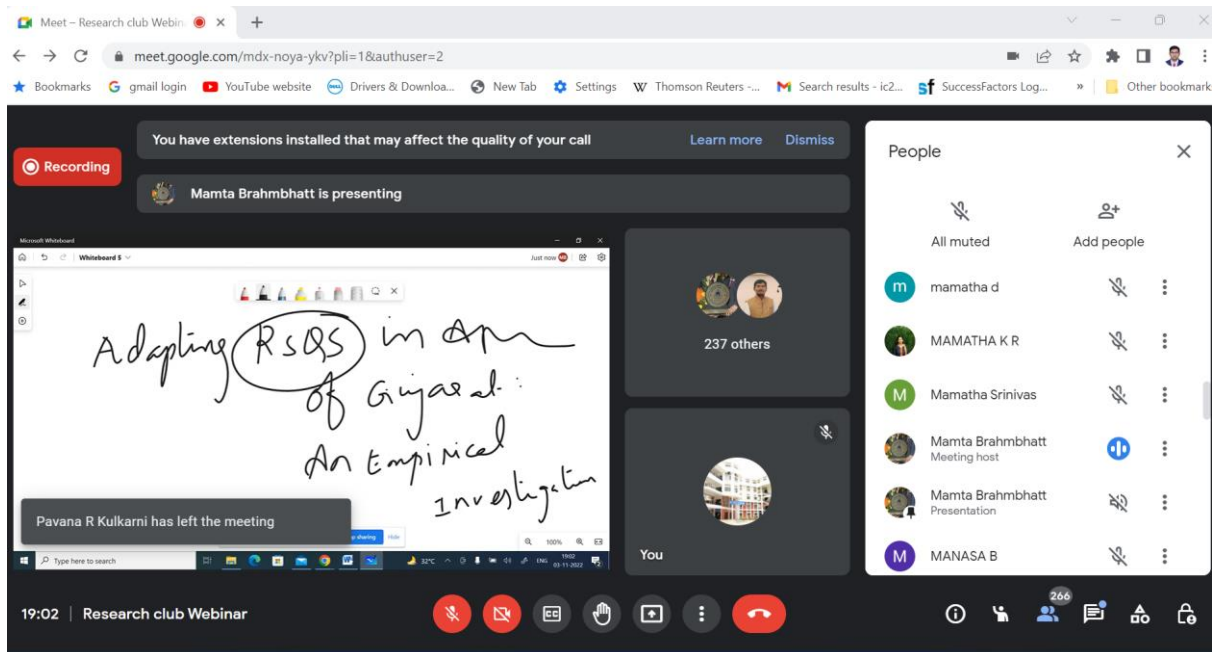 Meet – Research club Webin
meet.google.com/mdx-noya-ykv?pli=1&authuser=2
Bookmarks gmail login YouTube website Drivers & Downloa... New Tab Settings Thomson Reuters -... Search results - ic2... SuccessFactors Log... » Other bookmark
You have extensions installed that may affect the quality of your call Learn more Dismiss
Recording
Mamta Brahmbhatt is presenting
Microsoft Whiteboard
Whiteboard 5
Just now
Adapting RSQS in
of Gujarat:
An Empirical
Investigation
Pavana R Kulkarni has left the meeting
Hide
100%
Type here to search
32°C ENG 19:02
03-11-2022
237 others
You
People
All muted Add people
m mamatha d
MAMATHA K R
M Mamatha Srinivas
Mamta Brahmbhatt
Meeting host
Mamta Brahmbhatt
Presentation
M MANASA B
19:02 | Research club Webinar
266